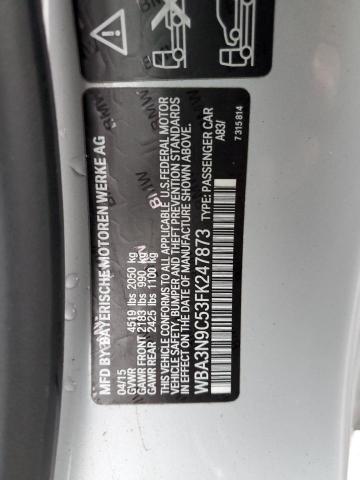 MFD BY BAYERISCHE MOTOREN WERKE AG
04/15
GVWR 4519 lbs 2050 kg
GAWR FRONT 2183 lbs 990 kg
GAWR REAR 2425 lbs 1100 kg
THIS VEHICLE CONFORMS TO ALL APPLICABLE U.S. FEDERAL MOTOR
VEHICLE SAFETY, BUMPER AND THEFT PREVENTION STANDARDS
IN EFFECT ON THE DATE OF MANUFACTURE SHOWN ABOVE.
WBA3N9C53FK247873 TYPE: PASSENGER CAR
A83/
7 315 814
BMW
BMW